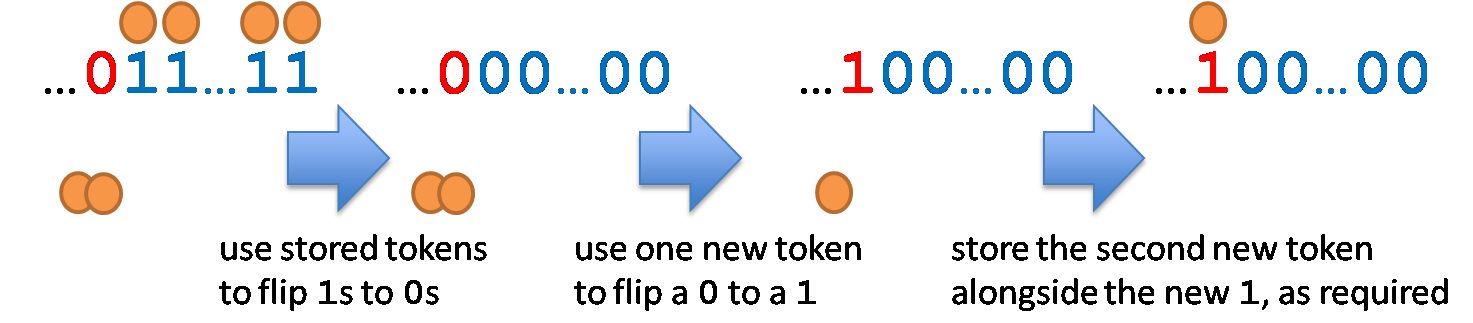 ...011...11 ...000...00 ...100...00 ...100...00
use stored tokens
to flip 1s to 0s
use one new token
to flip a 0 to a 1
store the second new token
alongside the new 1, as required